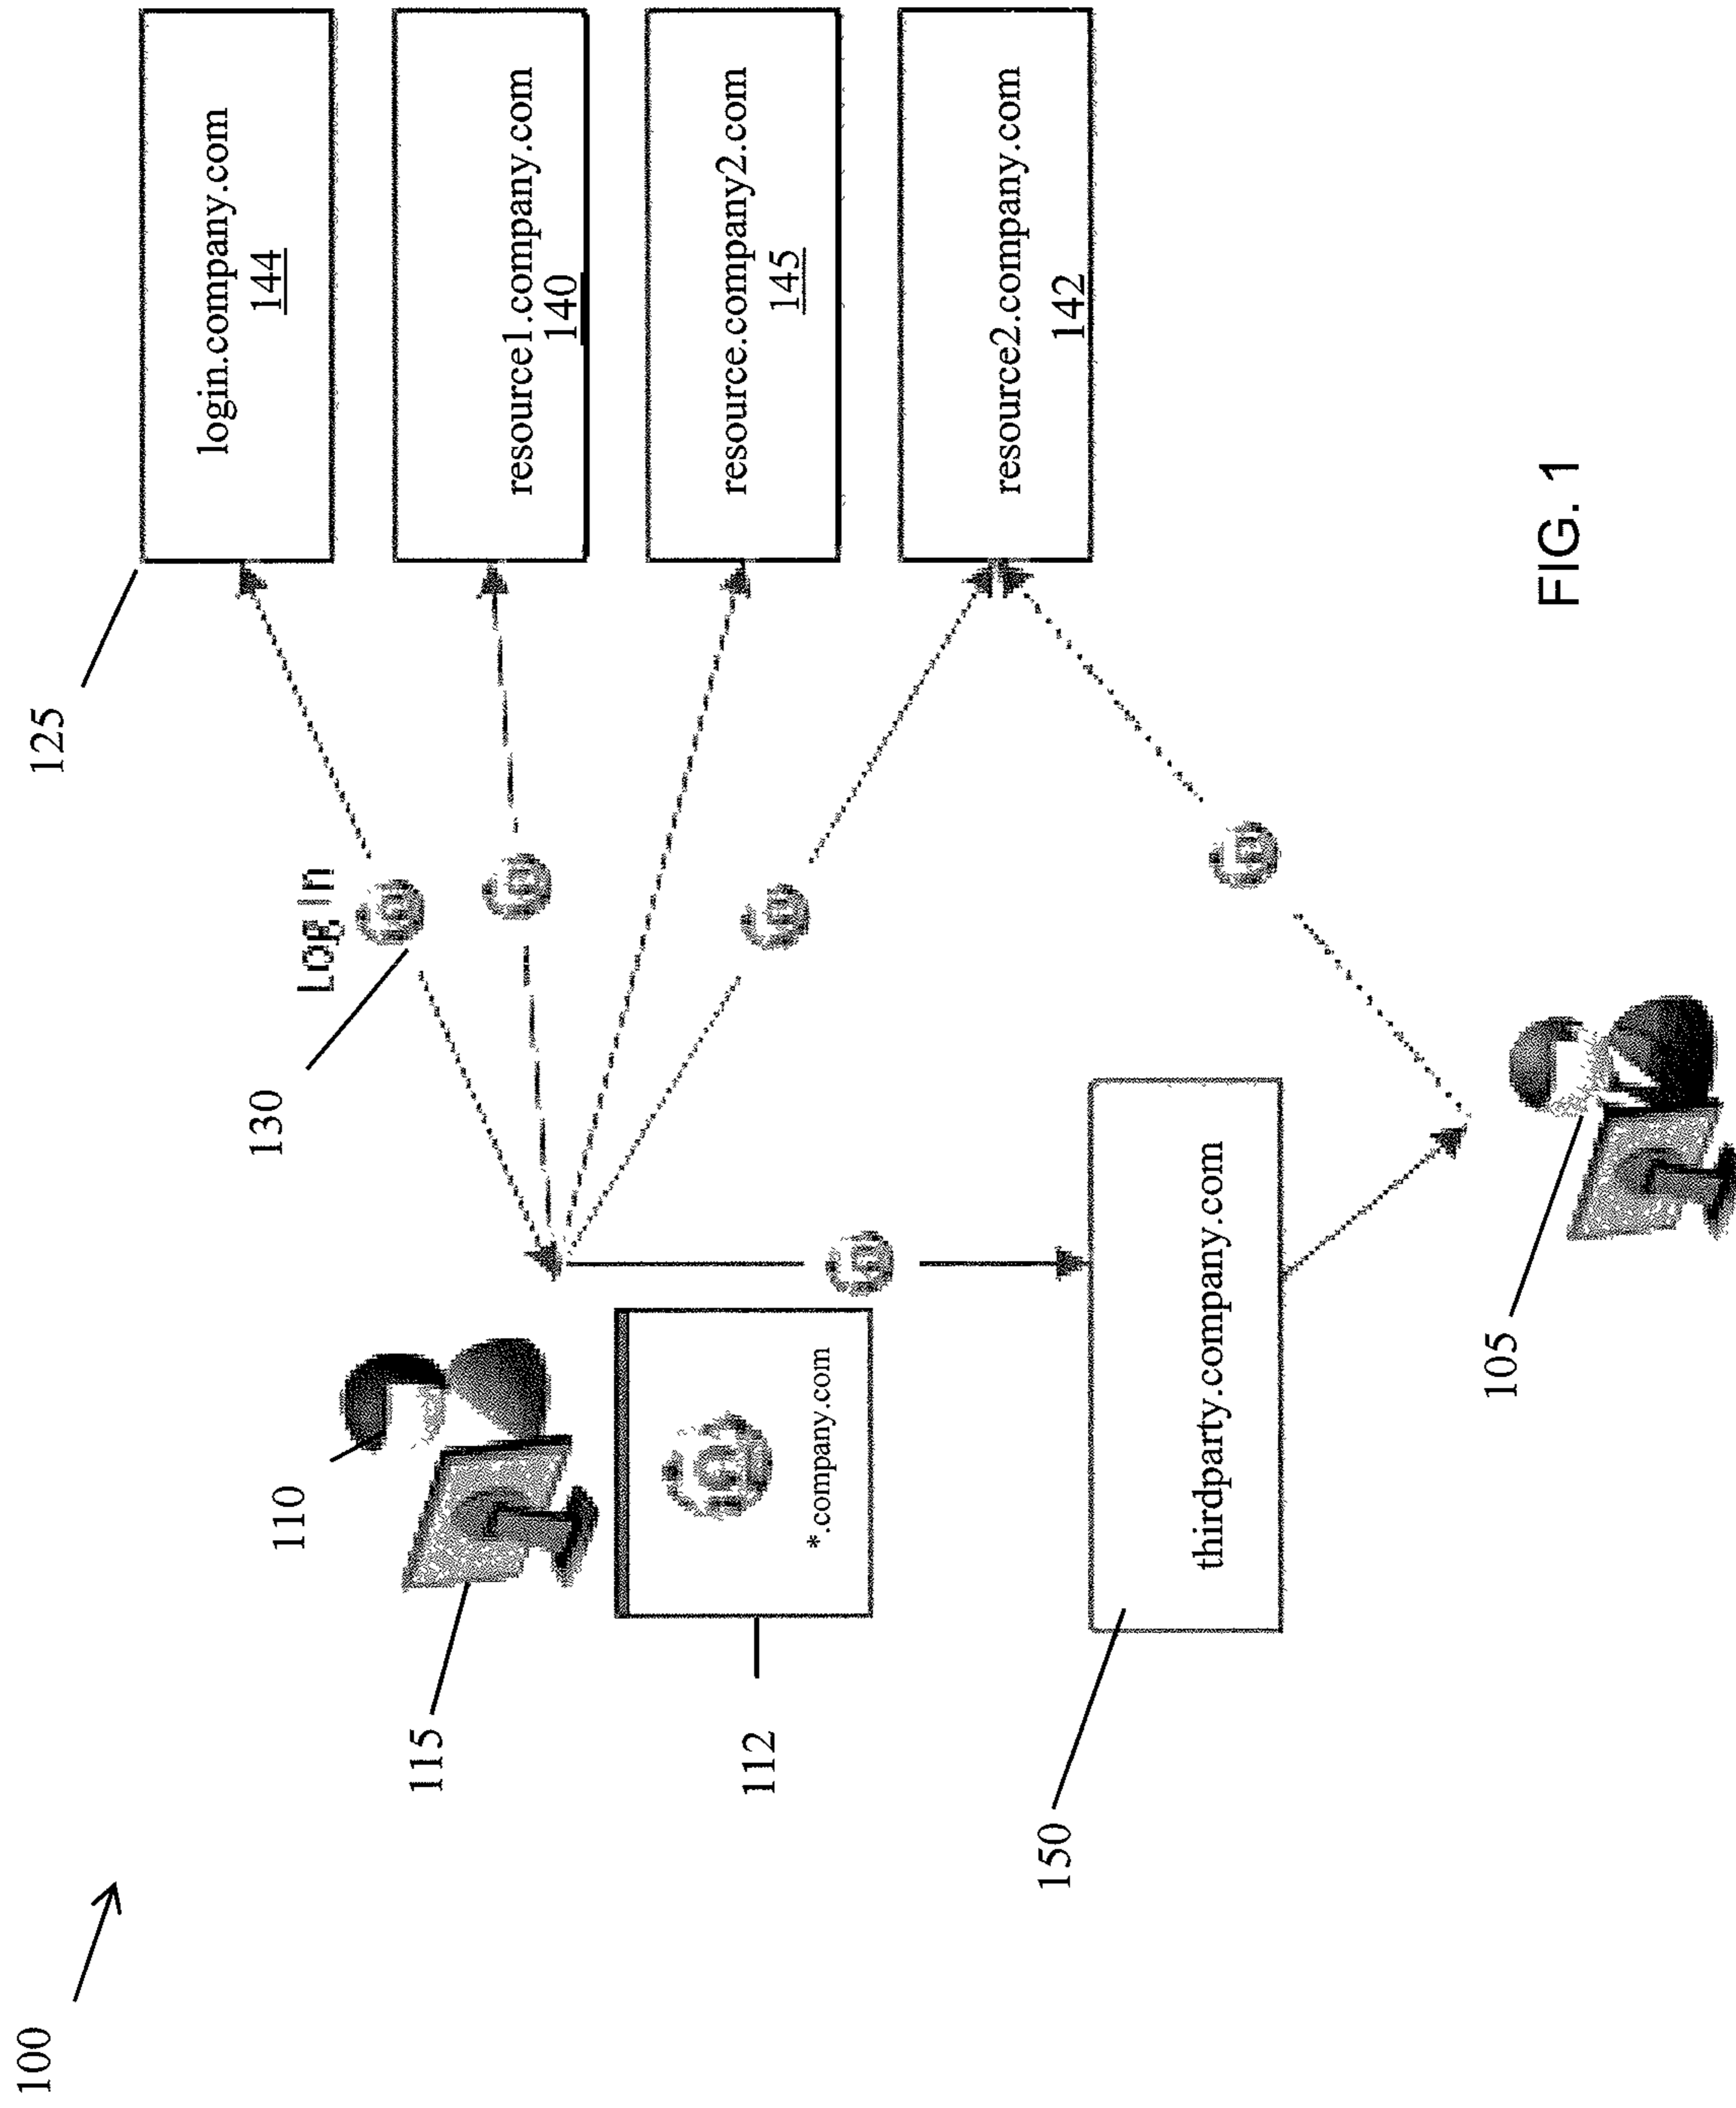 100
125
login.company.com
144
Log In
130
resource1.company.com
140
110
115
resource.company2.com
145
*.company.com
112
resource2.company.com
142
thirdparty.company.com
150
105
FIG. 1